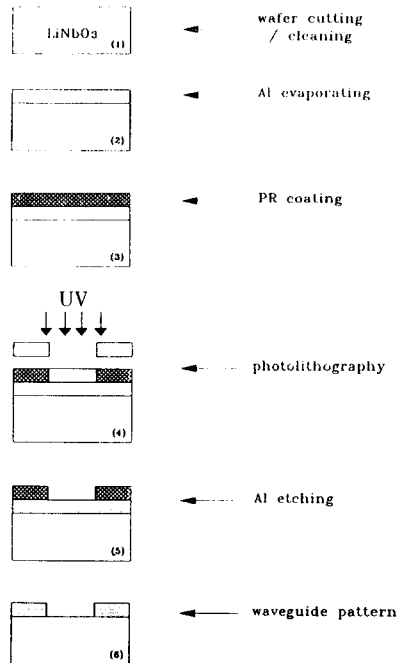 LiNbO3
(1)
wafer cutting
/ cleaning
(2)
Al evaporating
(3)
PR coating
UV
(4)
photolithography
(5)
Al etching
(6)
waveguide pattern